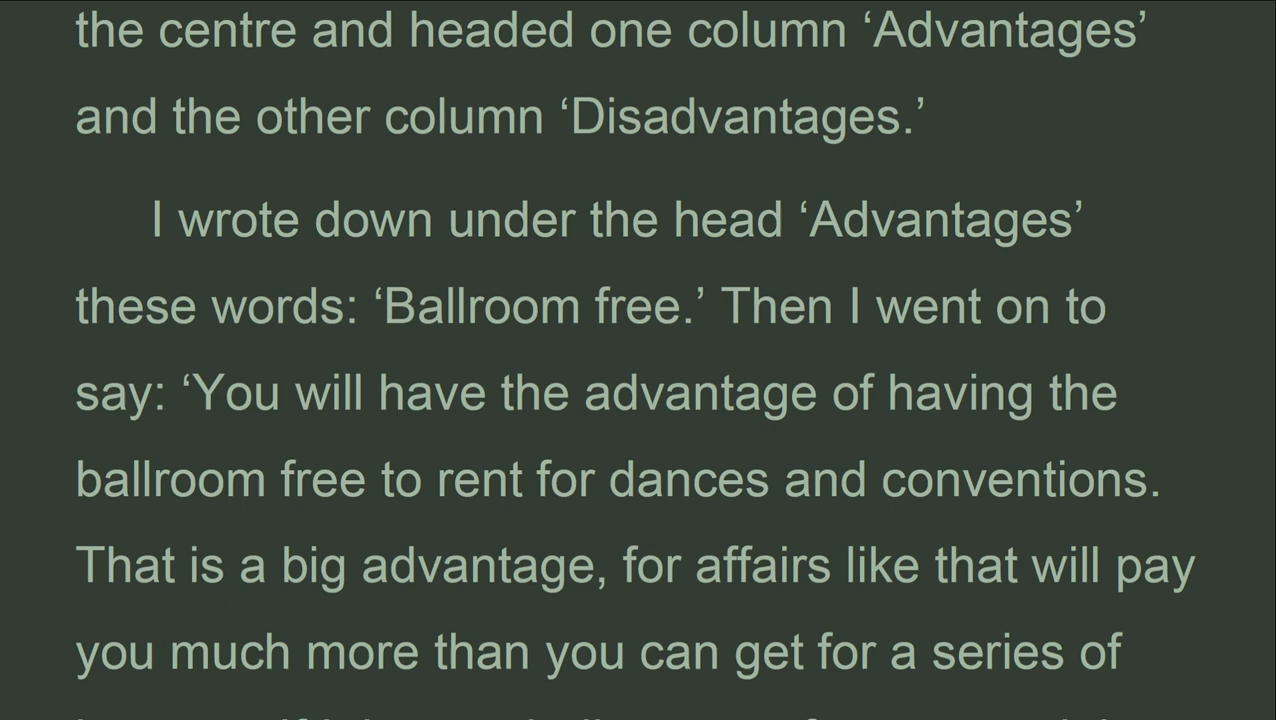 the centre and headed one column ‘Advantages’
and the other column ‘Disadvantages.’
I wrote down under the head ‘Advantages’
these words: ‘Ballroom free.’ Then I went on to
say: ‘You will have the advantage of having the
ballroom free to rent for dances and conventions.
That is a big advantage, for affairs like that will pay
you much more than you can get for a series of